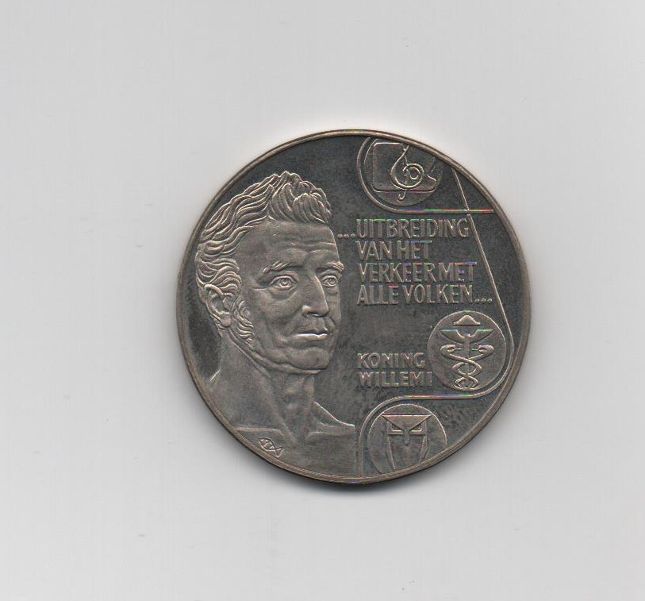 ...UITBREIDING
VAN HET
VERKEER MET
ALLE VOLKEN...
KONING
WILLEM I